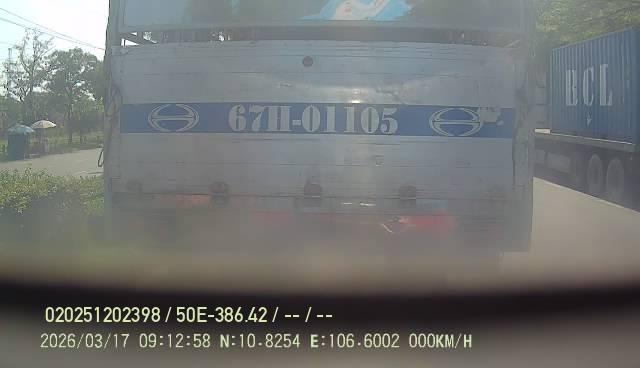 67H-01105
BCL
020251202398 / 50E-386.42 / -- / --
2026/03/17 09:12:58 N:10.8254 E:106.6002 000KM/H